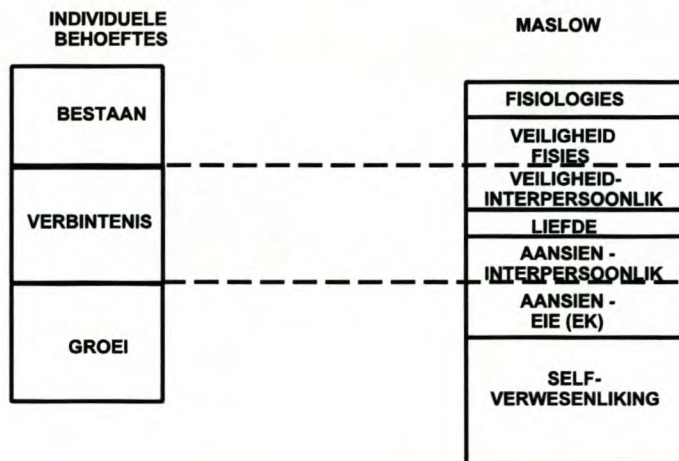 INDIVIDUELE
BEHOEFTES
BESTAAN
VERBINTENIS
GROEI
MASLOW
FISIOLOGIES
VEILIGHEID
FISIES
VEILIGHEID-
INTERPERSOONLIK
LIEFDE
AANSIEN -
INTERPERSOONLIK
AANSIEN -
EIE (EK)
SELF-
VERWESENLIKING